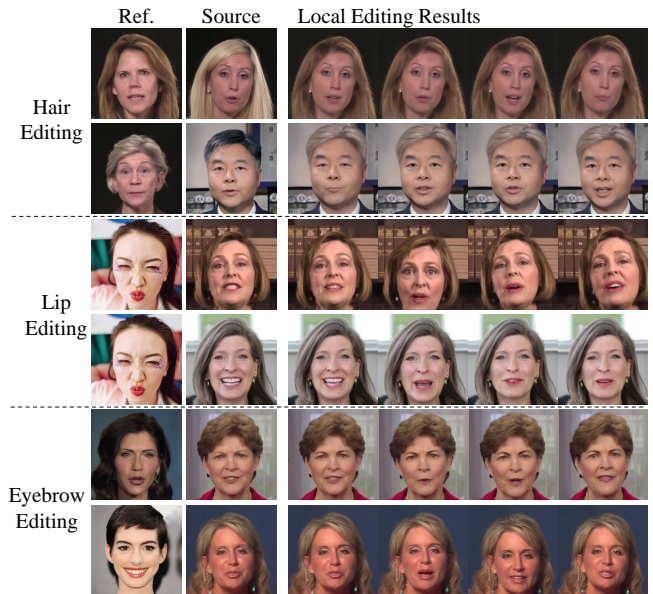 Ref. Source Local Editing Results
Hair
Editing
Lip
Editing
Eyebrow
Editing